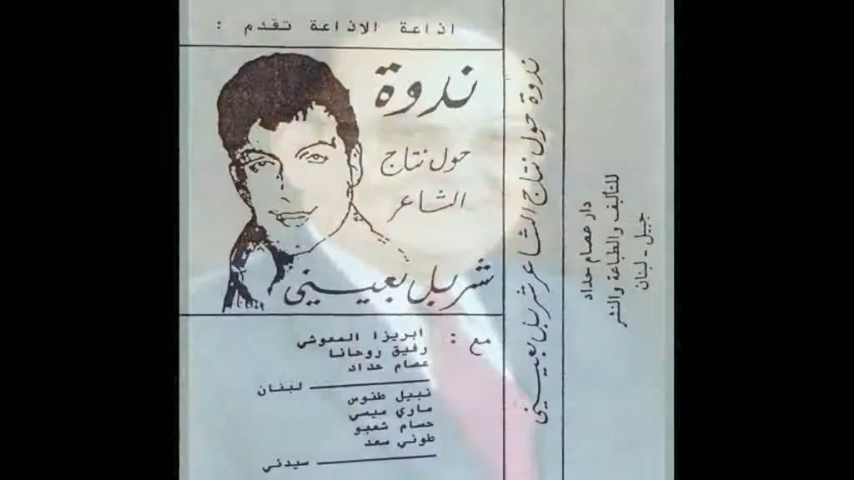 اذاعة الاذاعة تقدم :
ندوة
حول نتاج
الشاعر
شربل بعيني
مع : ابريزا المعوشي
رفيق روحانا
عصام حداد
لبنان
نبيل طنوس
ماري ميسي
حسام شعبو
طوني سعد
سيدني
ندوة حول نتاج الشاعر شربل بعيني
دار عصام حداد
للتأليف والطباعة والنشر
جبيل - لبنان